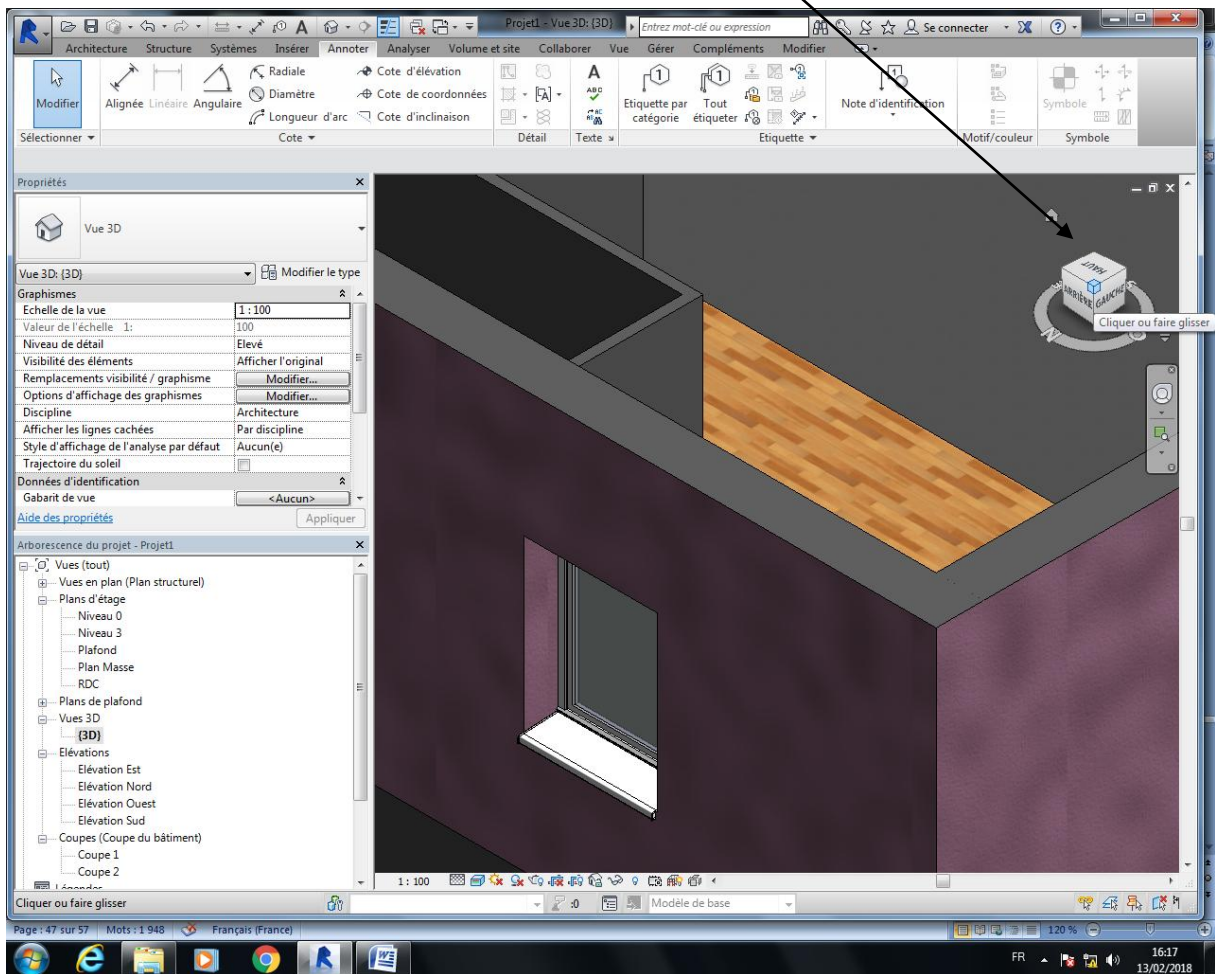 Projet1 - Vue 3D: {3D}
Entrez mot-clé ou expression
Se connecter
Architecture Structure Systèmes Insérer Annoter Analyser Volume et site Collaborer Vue Gérer Compléments Modifier
Modifier
Alignée Linéaire Angulaire
Radiale
Diamètre
Longueur d'arc
Cote d'élévation
Cote de coordonnées
Cote d'inclinaison
Etiquette par catégorie
Tout étiqueter
Note d'identification
Symbole
Sélectionner
Cote
Détail
Texte
Etiquette
Motif/couleur
Symbole
Propriétés
Vue 3D
Vue 3D: {3D}
Modifier le type
Graphismes
Echelle de la vue 1 : 100
Valeur de l'échelle 1: 100
Niveau de détail Elevé
Visibilité des éléments Afficher l'original
Remplacements visibilité / graphisme Modifier...
Options d'affichage des graphismes Modifier...
Discipline Architecture
Afficher les lignes cachées Par discipline
Style d'affichage de l'analyse par défaut Aucun(e)
Trajectoire du soleil
Données d'identification
Gabarit de vue <Aucun>
Aide des propriétés
Appliquer
Arborescence du projet - Projet1
Vues (tout)
Vues en plan (Plan structurel)
Plans d'étage
Niveau 0
Niveau 3
Plafond
Plan Masse
RDC
Plans de plafond
Vues 3D
{3D}
Elévations
Elévation Est
Elévation Nord
Elévation Ouest
Elévation Sud
Coupes (Coupe du bâtiment)
Coupe 1
Coupe 2
Légendes
HAUT
ARRIÈRE
GAUCHE
N
Cliquer ou faire glisser
1 : 100
Cliquer ou faire glisser
:0
Modèle de base
Page : 47 sur 57 Mots : 1 948 Français (France)
120 %
FR
16:17
13/02/2018